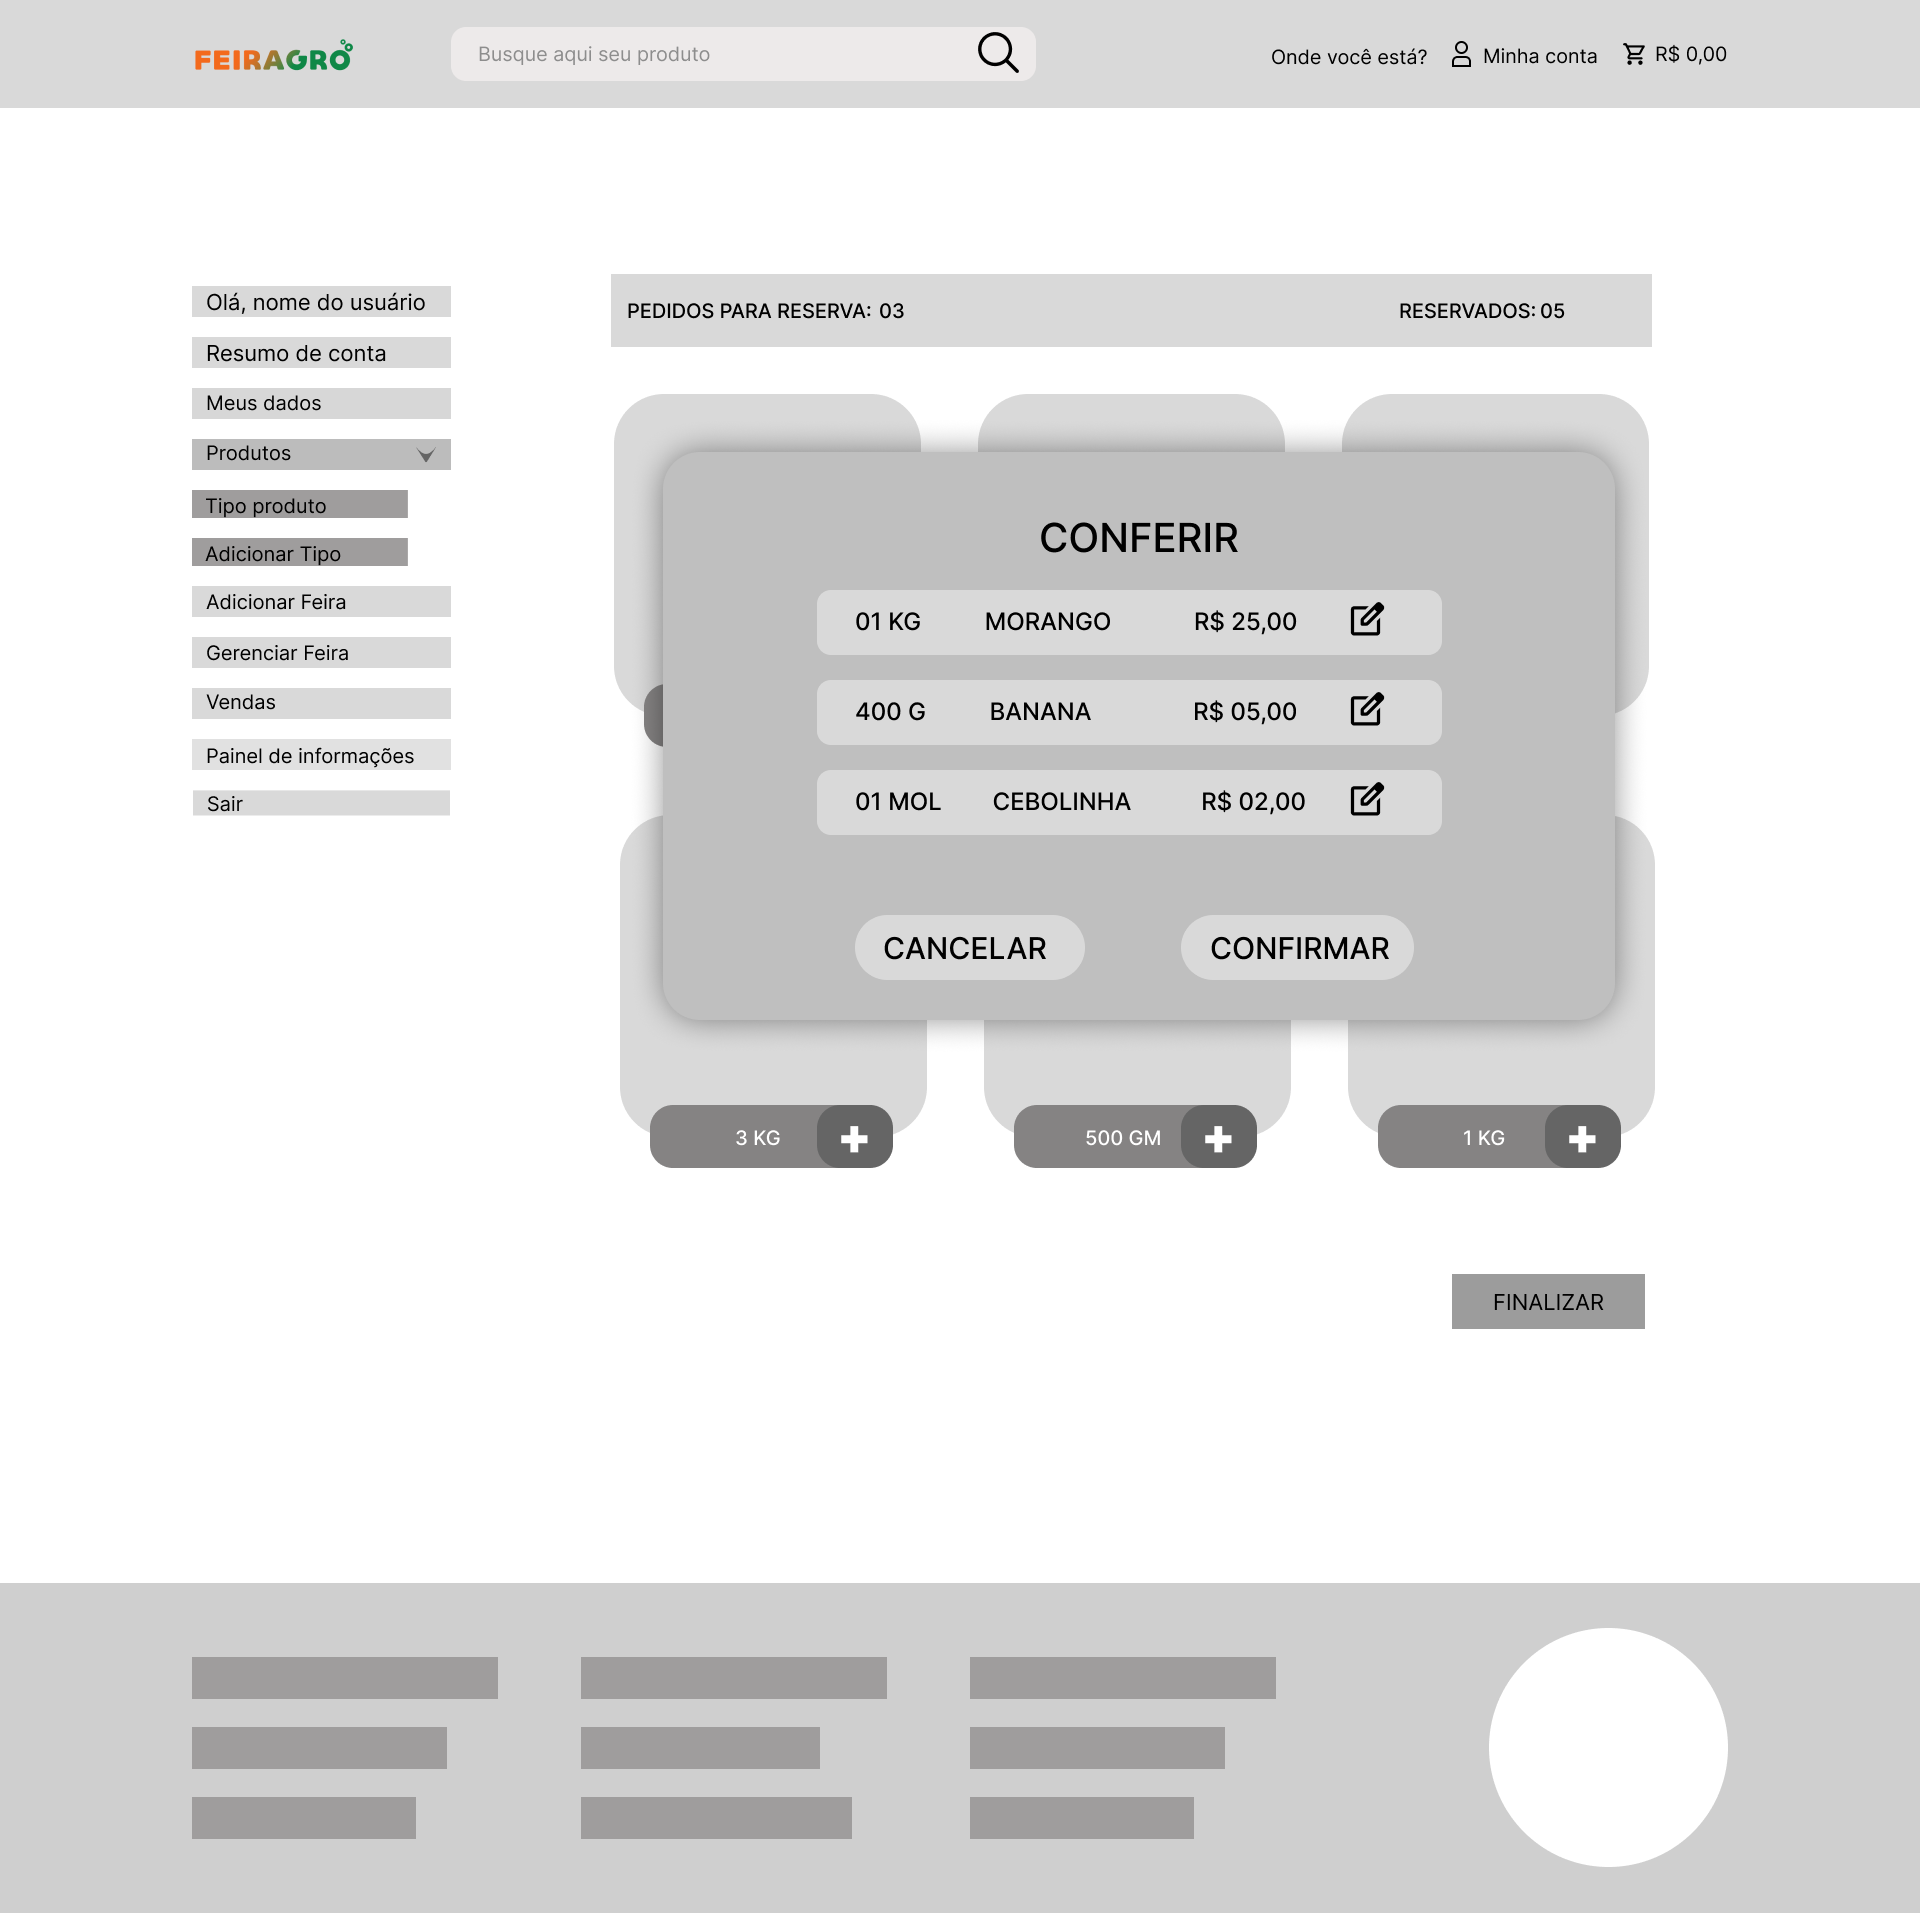 FEIRAGRO
Busque aqui seu produto
Onde você está?
Minha conta
R$ 0,00
Olá, nome do usuário
Resumo de conta
Meus dados
Produtos
Tipo produto
Adicionar Tipo
Adicionar Feira
Gerenciar Feira
Vendas
Painel de informações
Sair
PEDIDOS PARA RESERVA: 03
RESERVADOS: 05
CONFERIR
01 KG MORANGO R$ 25,00
400 G BANANA R$ 05,00
01 MOL CEBOLINHA R$ 02,00
CANCELAR
CONFIRMAR
3 KG
500 GM
1 KG
FINALIZAR